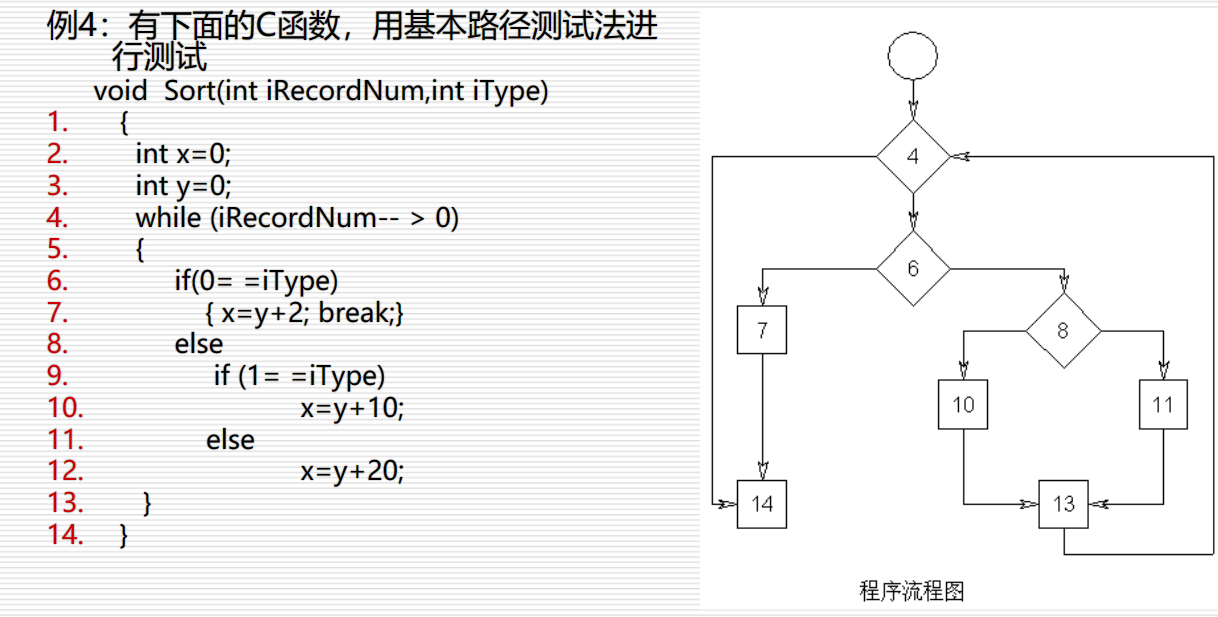 例4：有下面的C函数，用基本路径测试法进
行测试
void Sort(int iRecordNum,int iType)
1. {
2. int x=0;
3. int y=0;
4. while (iRecordNum-- > 0)
5. {
6. if(0= =iType)
7. { x=y+2; break;}
8. else
9. if (1= =iType)
10. x=y+10;
11. else
12. x=y+20;
13. }
14. }
4
6
7
8
10
11
14
13
程序流程图